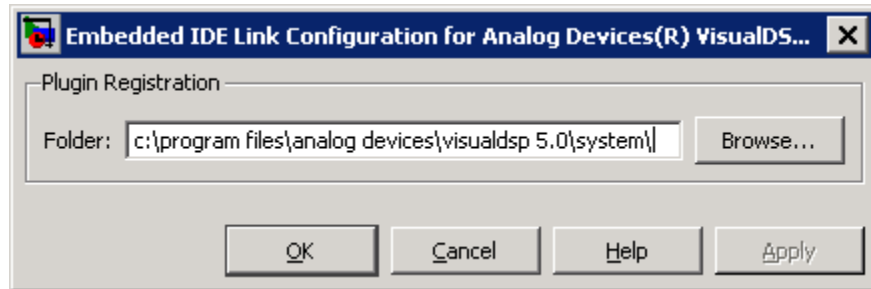 Embedded IDE Link Configuration for Analog Devices(R) VisualDS...
Plugin Registration
Folder: c:\program files\analog devices\visualdsp 5.0\system\ Browse...
OK Cancel Help Apply